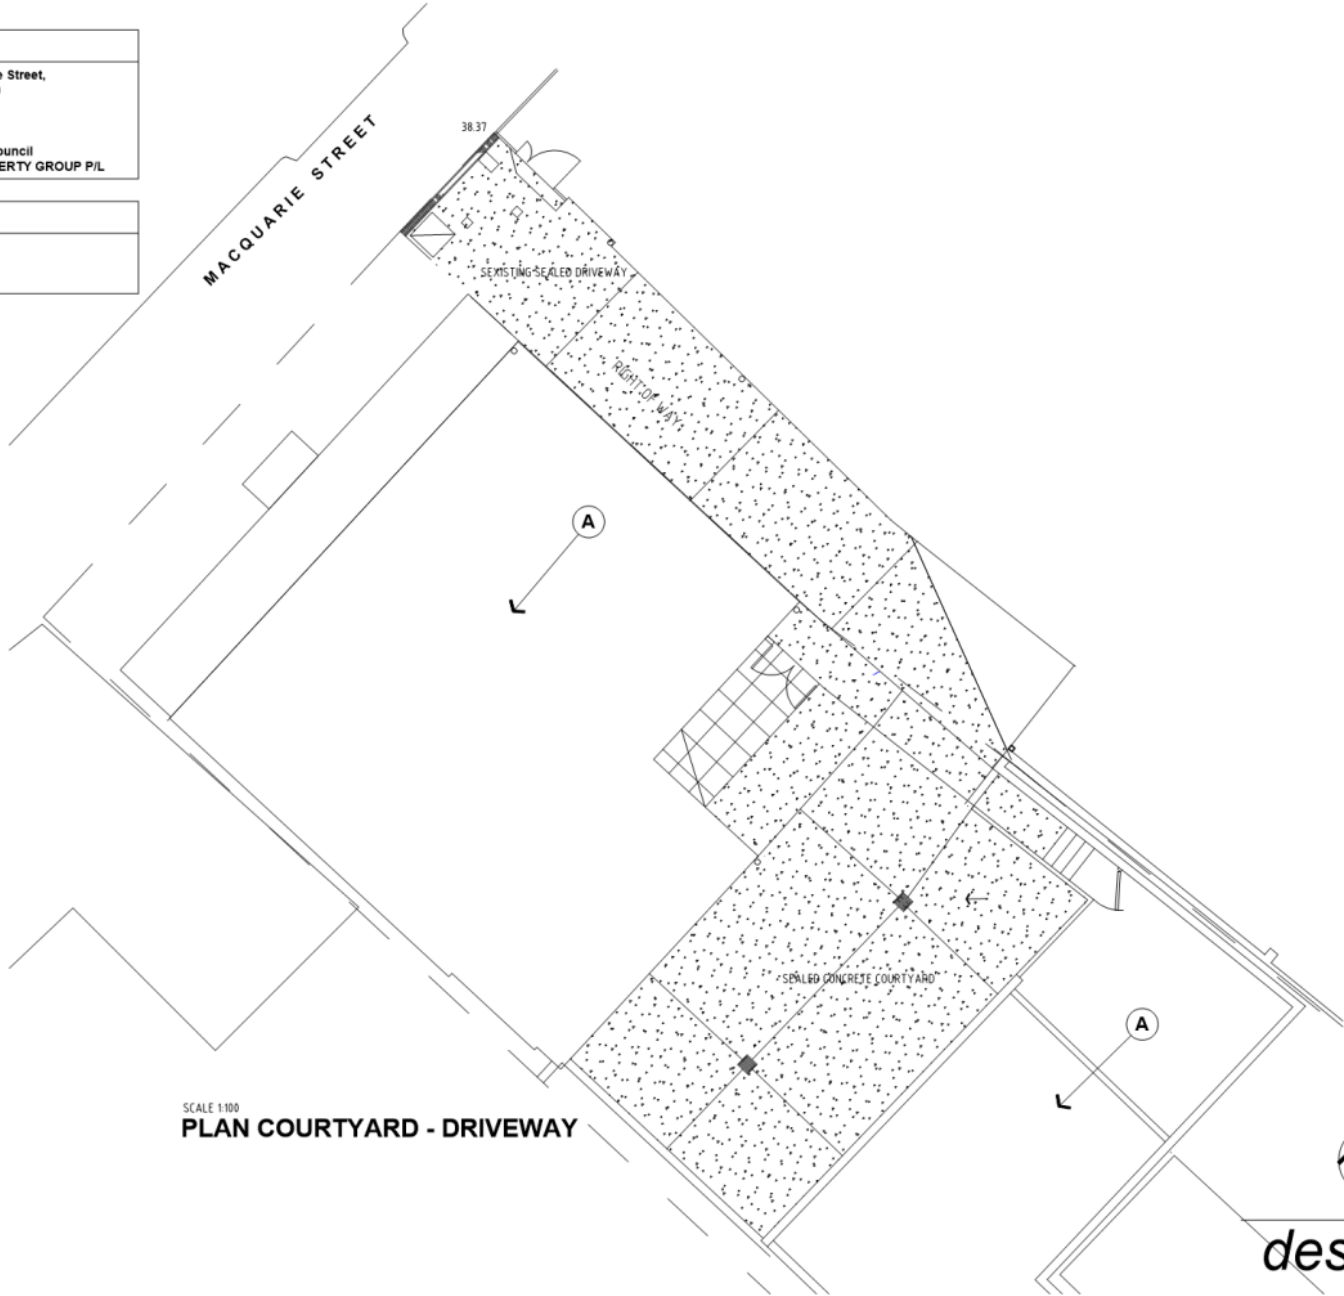 e Street,
ouncil
ERTY GROUP P/L
38.37
MACQUARIE STREET
SEXISTING SEALED DRIVEWAY
RIGHT OF WAY
A
SEALED CONCRETE COURTYARD
A
SCALE 1:100
PLAN COURTYARD - DRIVEWAY
des